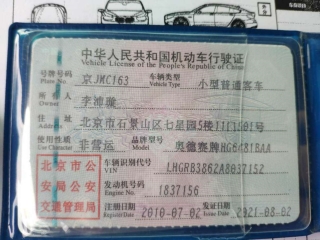 中华人民共和国机动车行驶证
Vehicle License of the People's Republic of China
号牌号码 京JMC163 车辆类型 小型普通客车
Plate No. Vehicle Type
所有人 李沛璇
Owner
住址 北京市石景山区七星园5楼1113501号
Address
使用性质 非营运 品牌型号 奥德赛牌HG6481BAA
Use Character Model
北京市公 车辆识别代号 LHGRB3862A8037152
安局公安 VIN
交通管理局 发动机号码 1837156
Engine No.
注册日期 2010-07-02 发证日期 2021-08-02
Register Date Issue Date